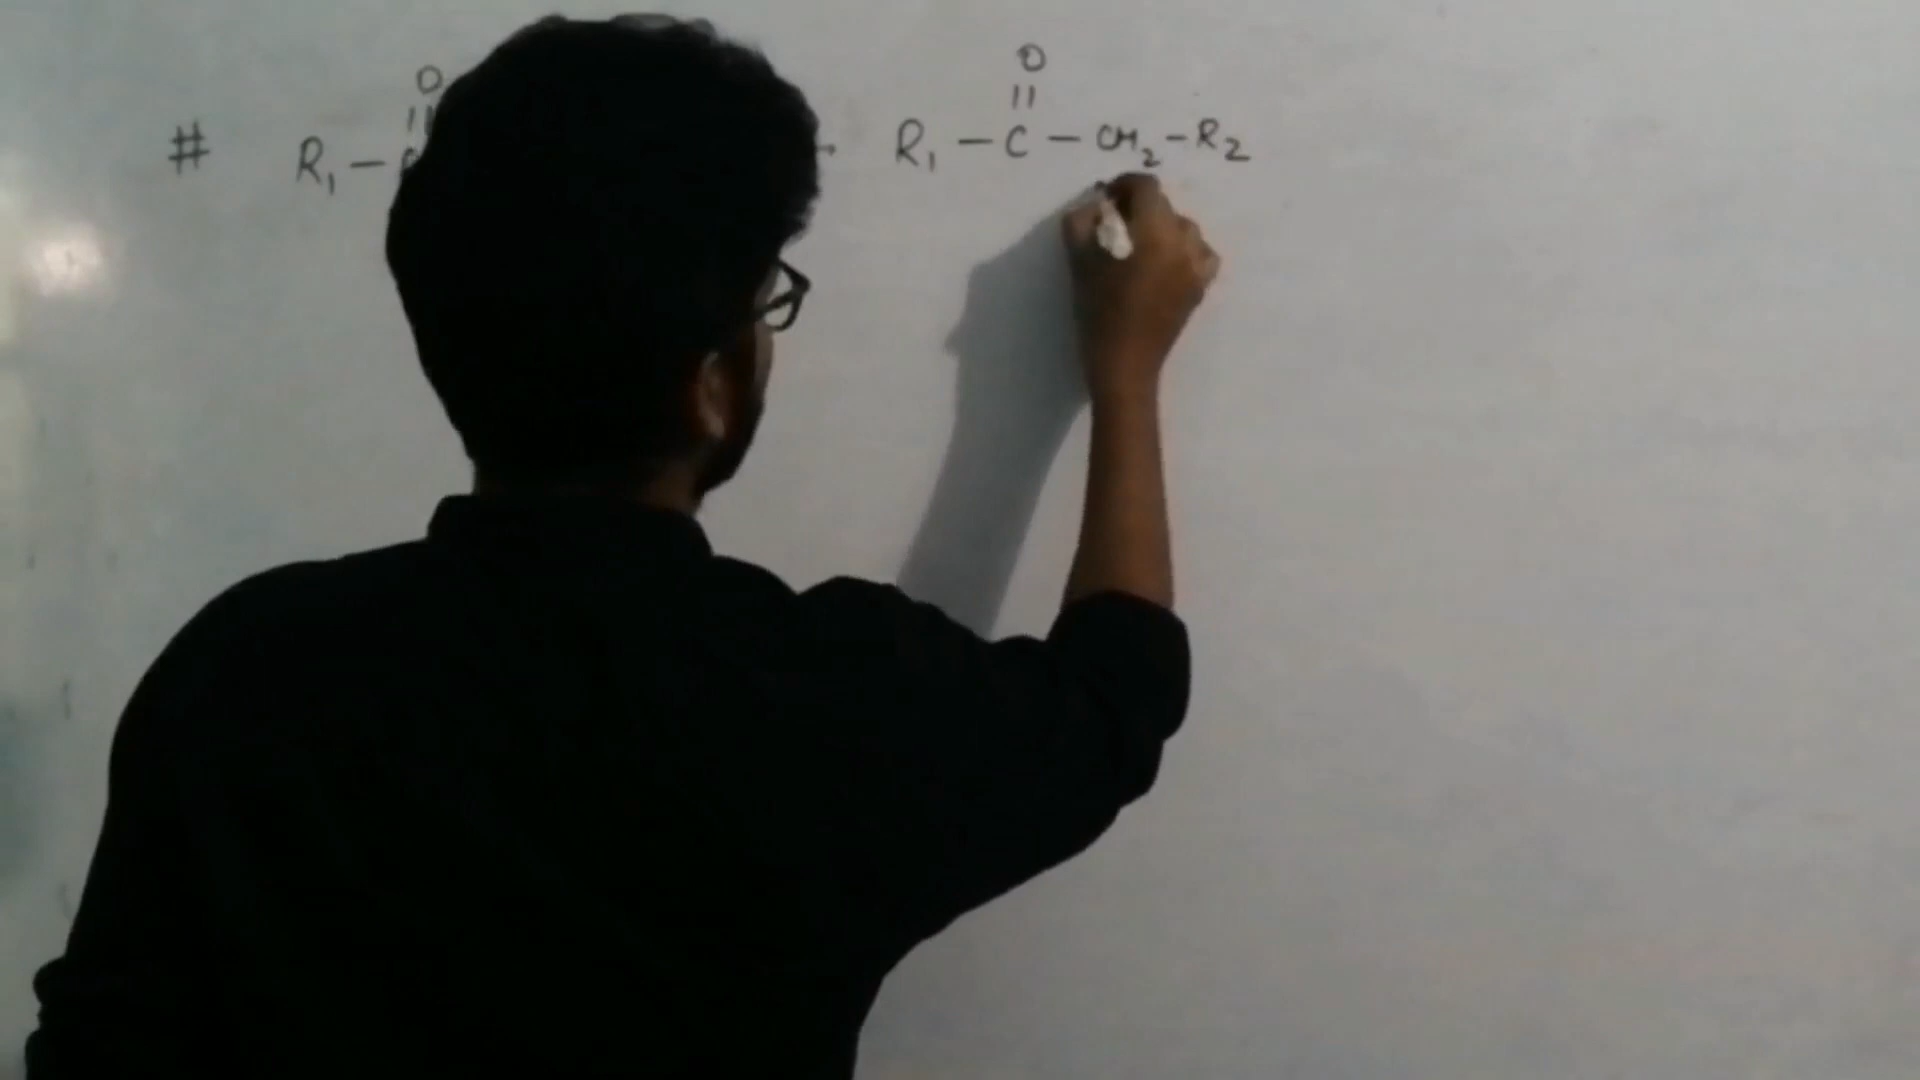 O O
|| ||
# R₁ — C + R₁ — C — CH₂ — R₂